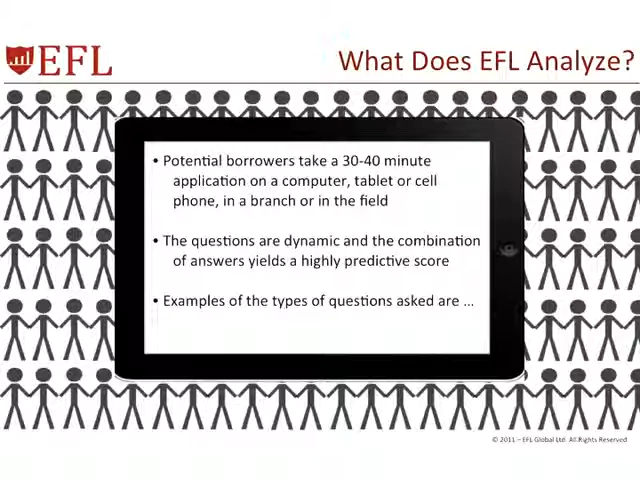 EFL
What Does EFL Analyze?
• Potential borrowers take a 30-40 minute
application on a computer, tablet or cell
phone, in a branch or in the field
• The questions are dynamic and the combination
of answers yields a highly predictive score
• Examples of the types of questions asked are ...
© 2011 – EFL Global Ltd. All Rights Reserved